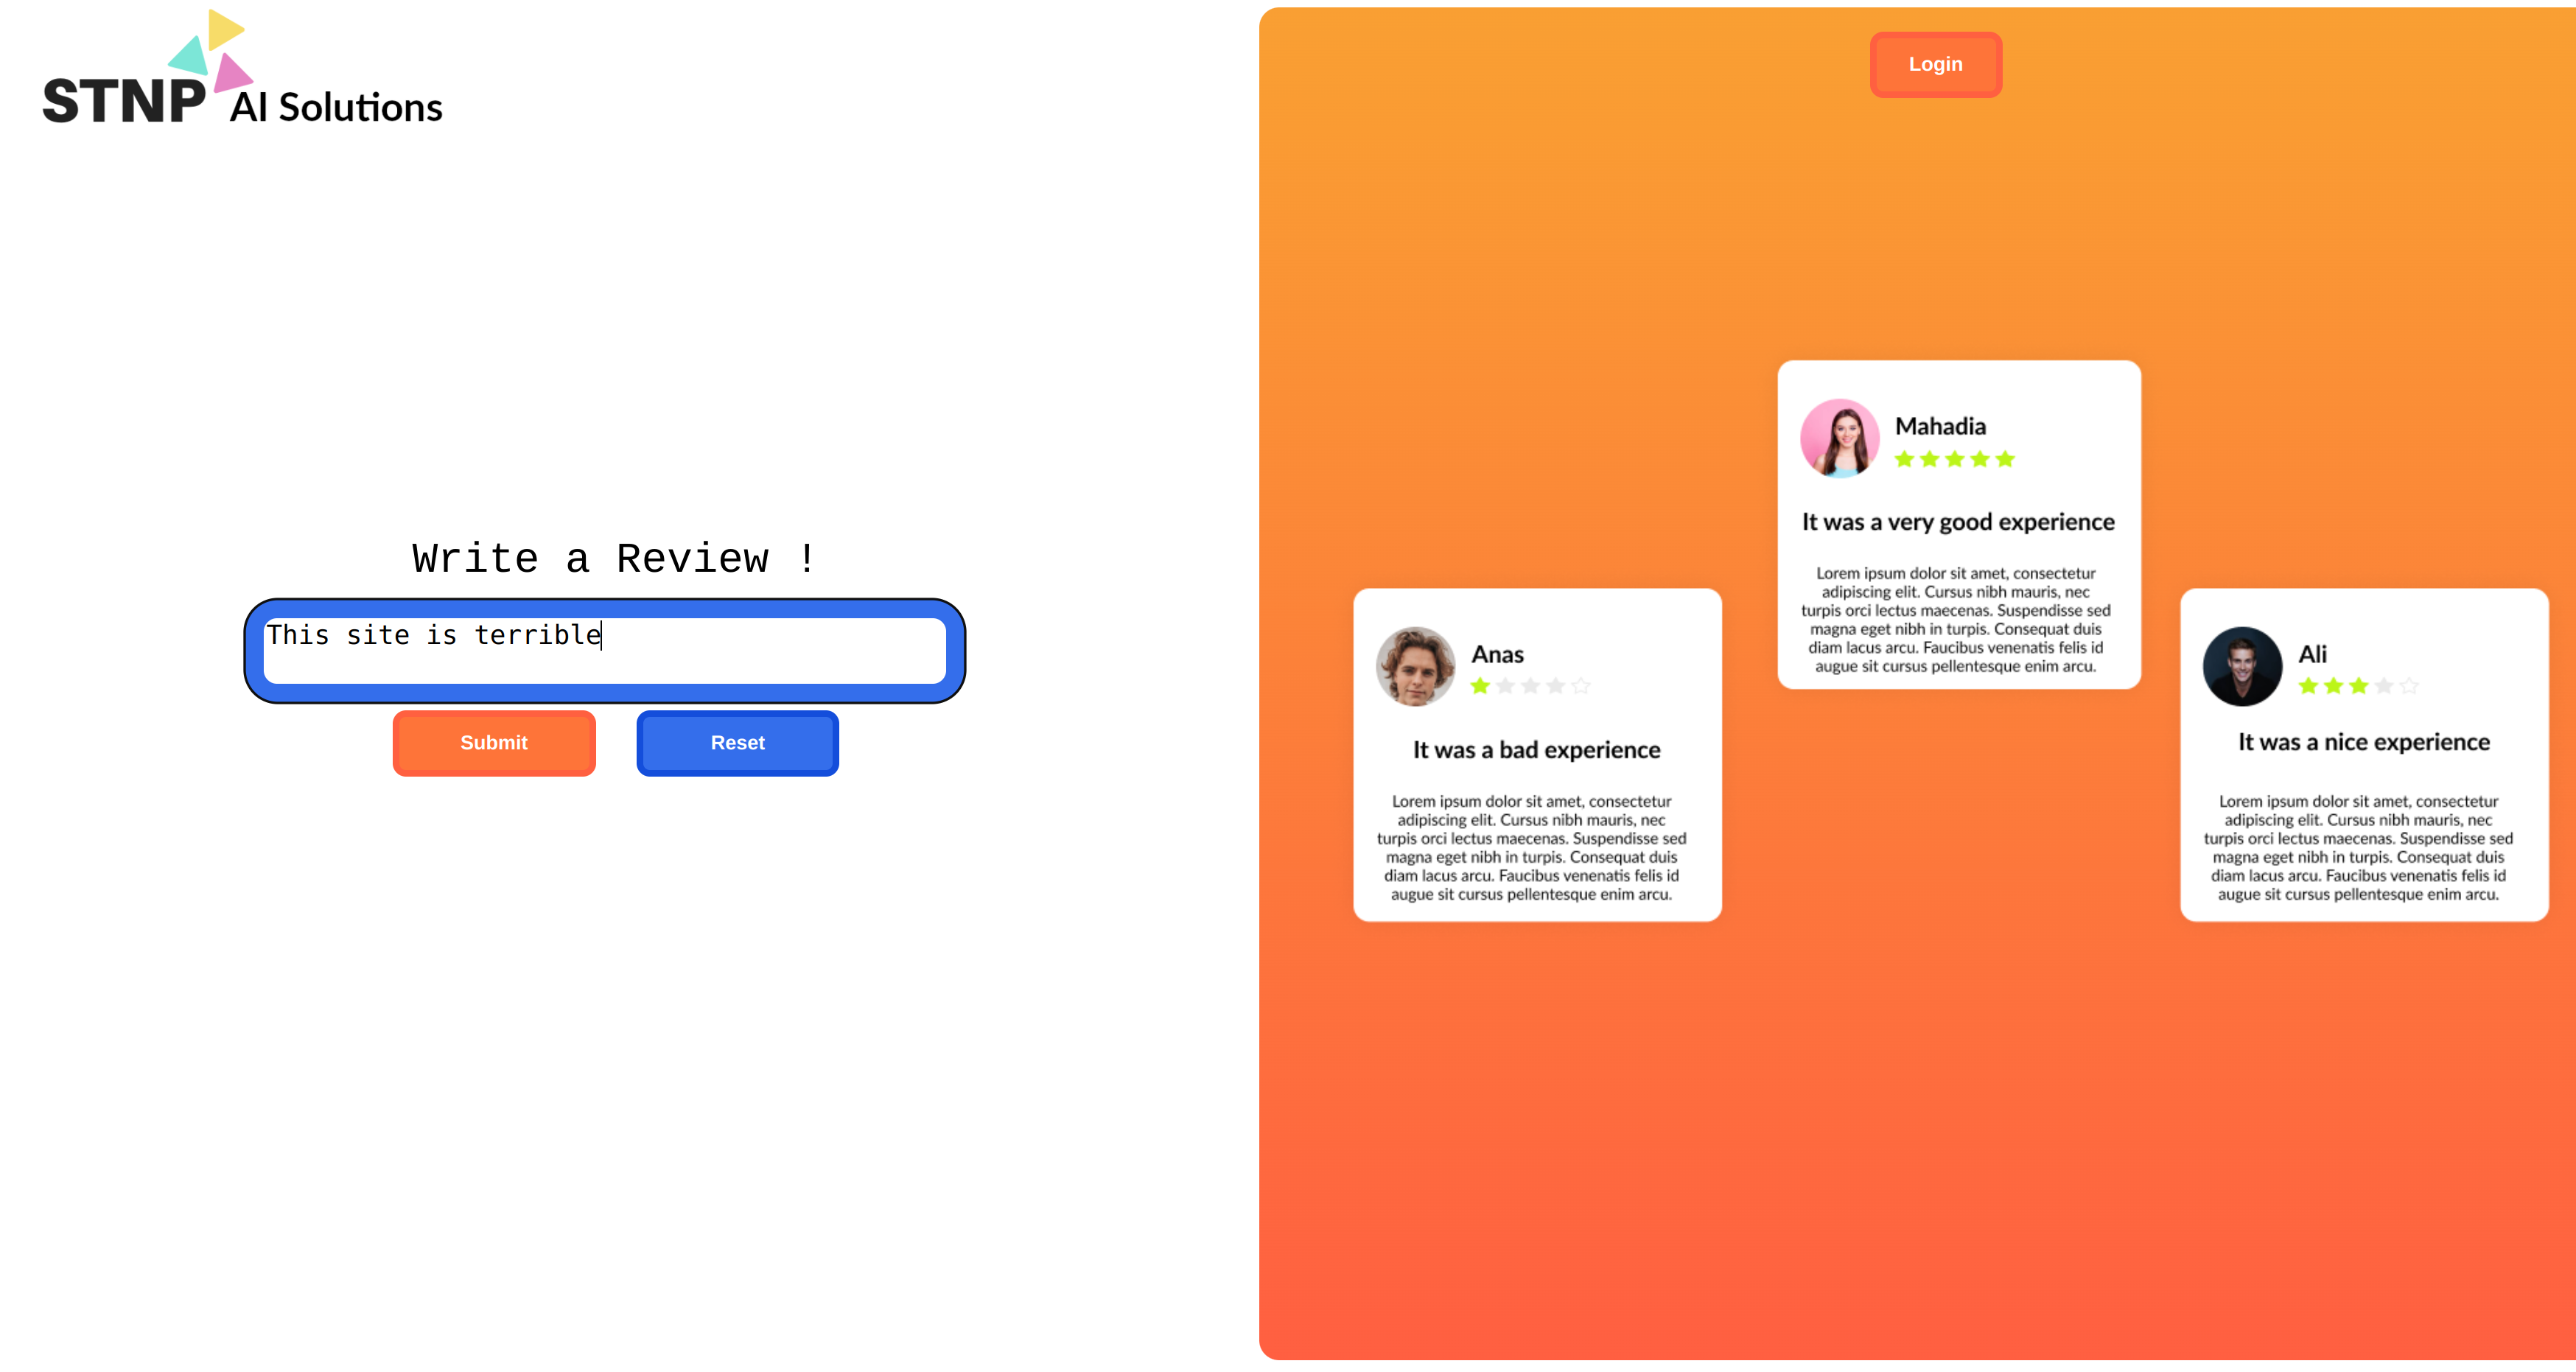 STNP AI Solutions
Write a Review !
This site is terrible
Submit
Reset
Login
Mahadia
It was a very good experience
Lorem ipsum dolor sit amet, consectetur
adipiscing elit. Cursus nibh mauris, nec
turpis orci lectus maecenas. Suspendisse sed
magna eget nibh in turpis. Consequat duis
diam lacus arcu. Faucibus venenatis felis id
augue sit cursus pellentesque enim arcu.
Anas
It was a bad experience
Lorem ipsum dolor sit amet, consectetur
adipiscing elit. Cursus nibh mauris, nec
turpis orci lectus maecenas. Suspendisse sed
magna eget nibh in turpis. Consequat duis
diam lacus arcu. Faucibus venenatis felis id
augue sit cursus pellentesque enim arcu.
Ali
It was a nice experience
Lorem ipsum dolor sit amet, consectetur
adipiscing elit. Cursus nibh mauris, nec
turpis orci lectus maecenas. Suspendisse sed
magna eget nibh in turpis. Consequat duis
diam lacus arcu. Faucibus venenatis felis id
augue sit cursus pellentesque enim arcu.